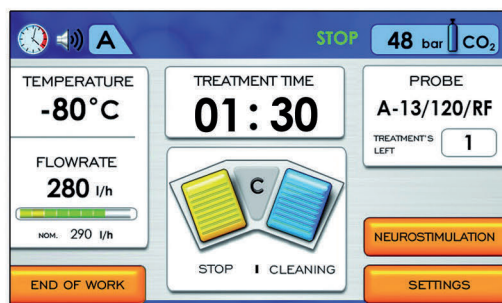 A STOP 48 bar CO₂
TEMPERATURE
-80°C
FLOWRATE
280 l/h
NOM. 290 l/h
END OF WORK
TREATMENT TIME
01:30
C
STOP I CLEANING
PROBE
A-13/120/RF
TREATMENT'S
LEFT 1
NEUROSTIMULATION
SETTINGS